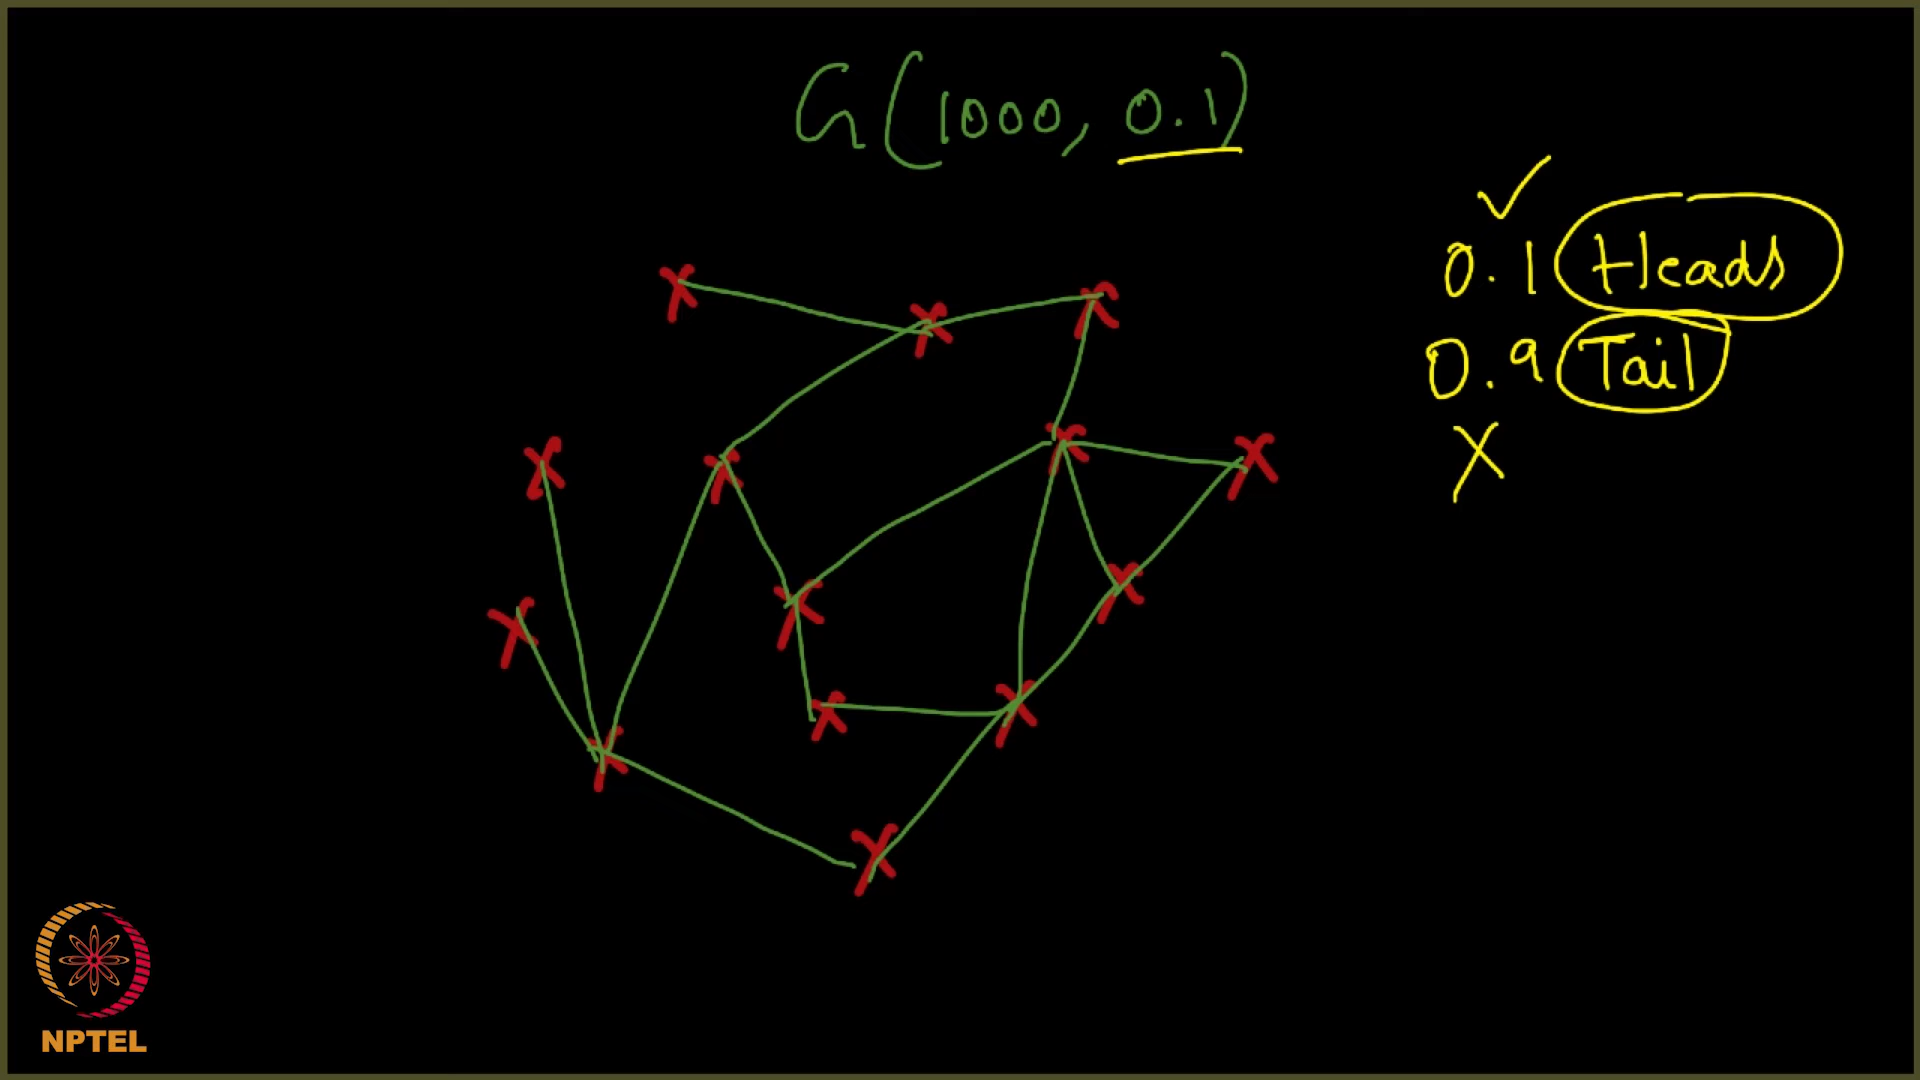 G(1000, 0.1)
✓
0.1 Heads
0.9 Tail
X
NPTEL